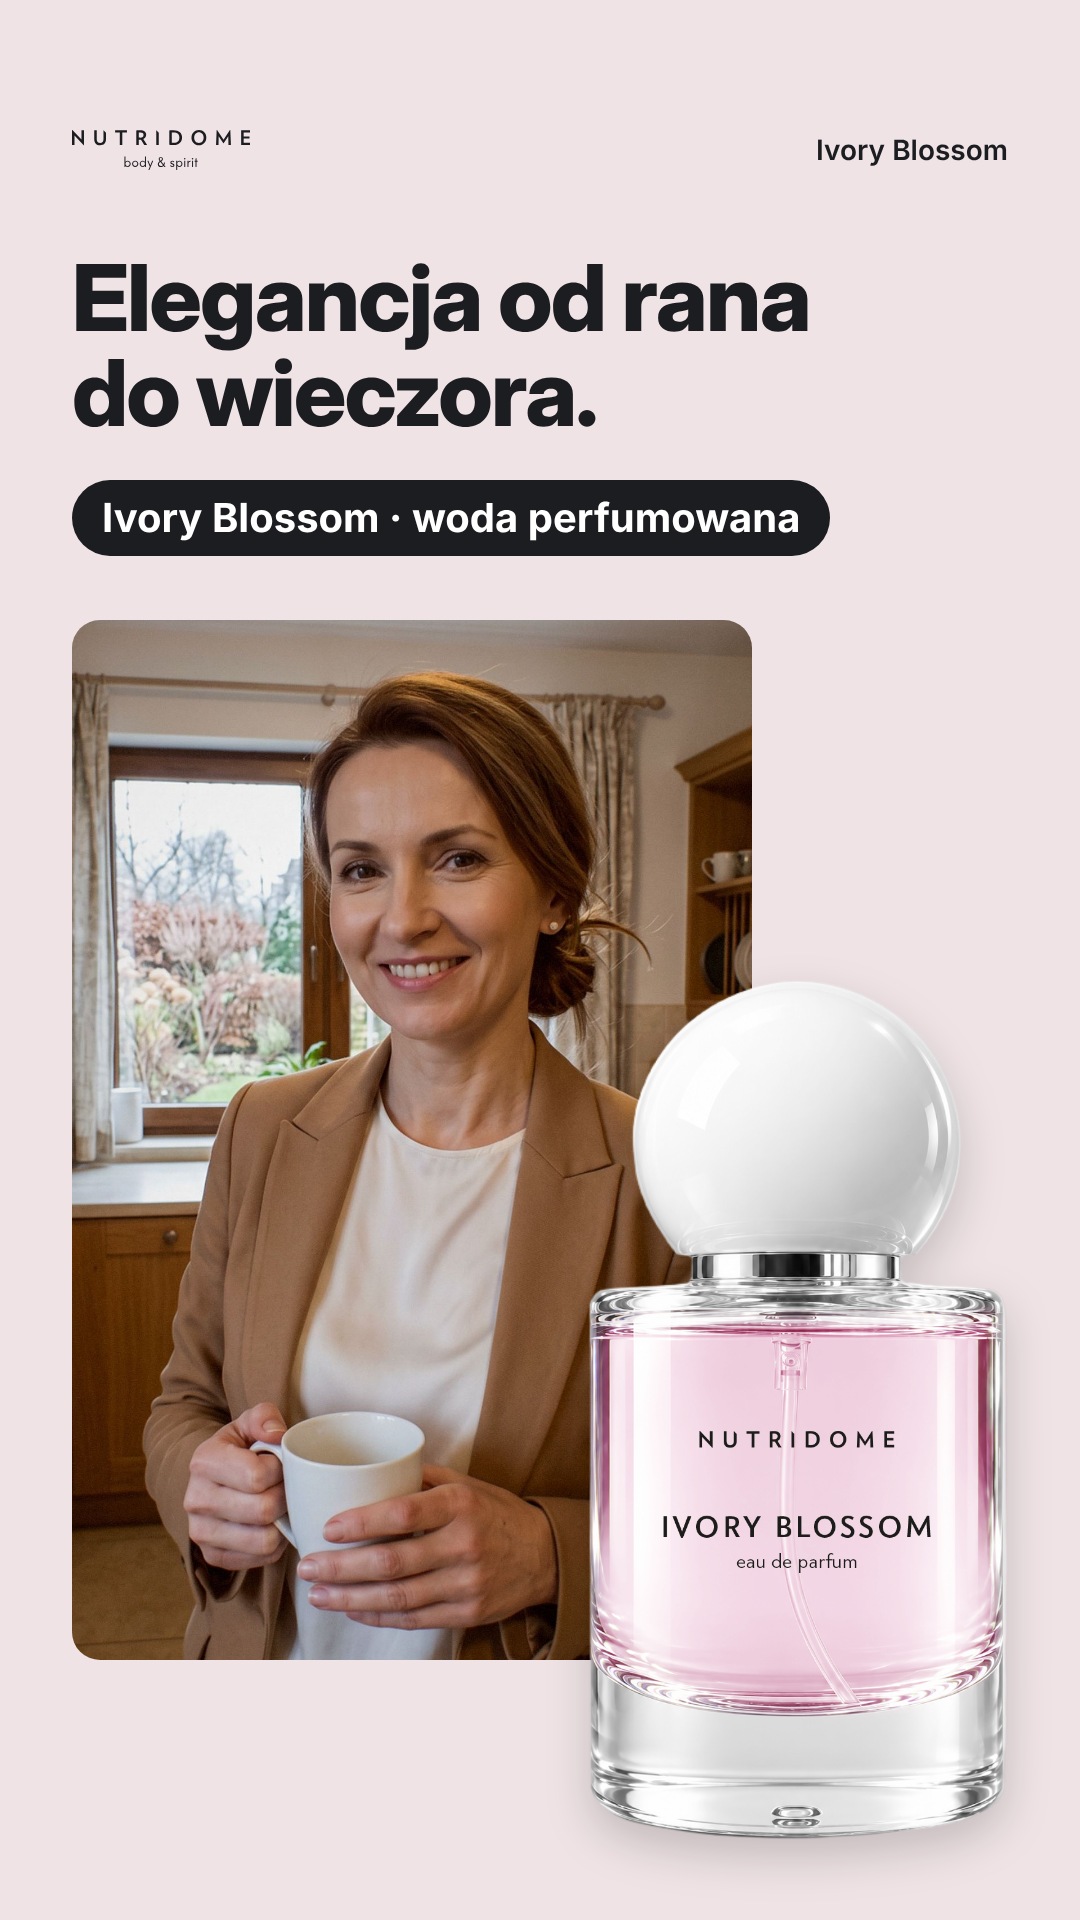 NUTRIDOME
body & spirit
Ivory Blossom
Elegancja od rana
do wieczora.
Ivory Blossom · woda perfumowana
NUTRIDOME
IVORY BLOSSOM
eau de parfum